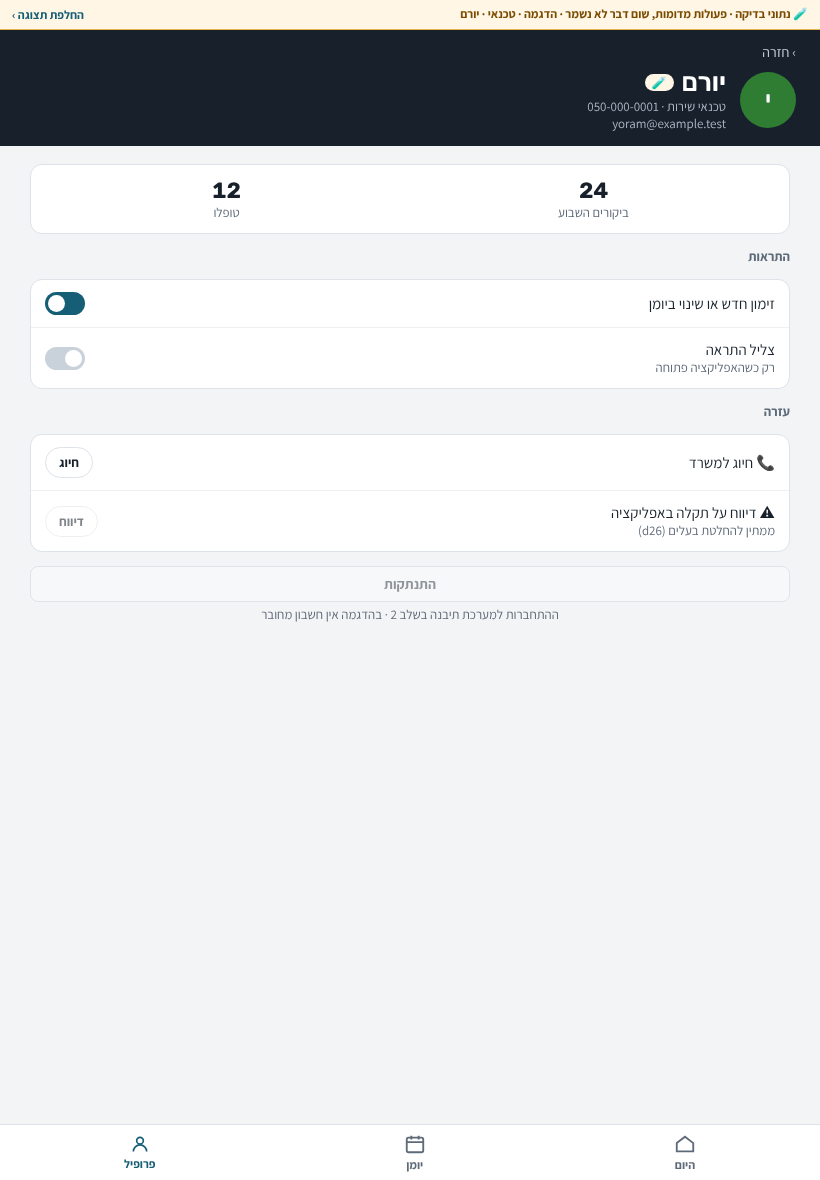 🧪 נתוני בדיקה · פעולות מדומות, שום דבר לא נשמר · הדגמה · טכנאי · יורם
החלפת תצוגה ›
› חזרה
י
יורם 🧪
טכנאי שירות · 050-000-0001
yoram@example.test
24
ביקורים השבוע
12
טופלו
התראות
זימון חדש או שינוי ביומן
צליל התראה
רק כשהאפליקציה פתוחה
עזרה
📞 חיוג למשרד
חיוג
⚠ דיווח על תקלה באפליקציה
ממתין להחלטת בעלים (d26)
דיווח
התנתקות
ההתחברות למערכת תיבנה בשלב 2 · בהדגמה אין חשבון מחובר
היום
יומן
פרופיל